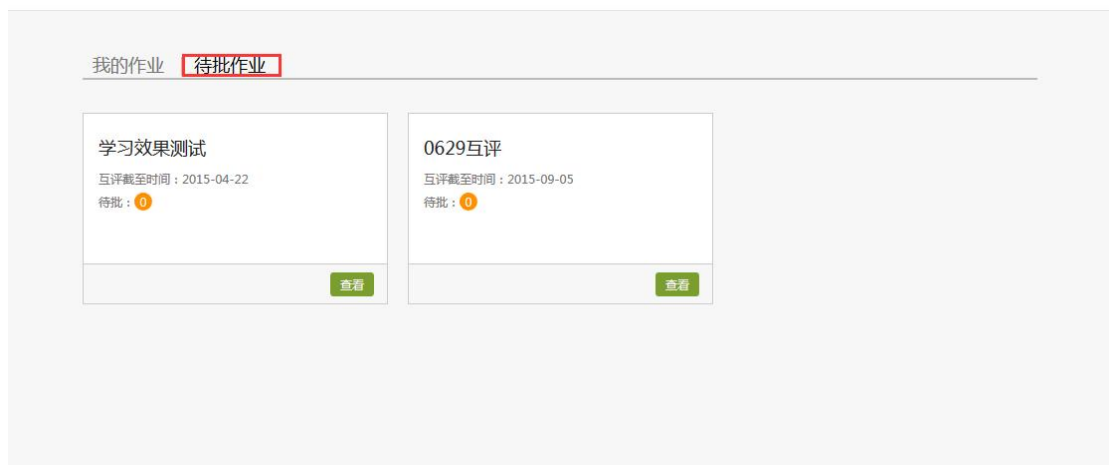 我的作业 待批作业
学习效果测试
互评截至时间：2015-04-22
待批：0
查看
0629互评
互评截至时间：2015-09-05
待批：0
查看